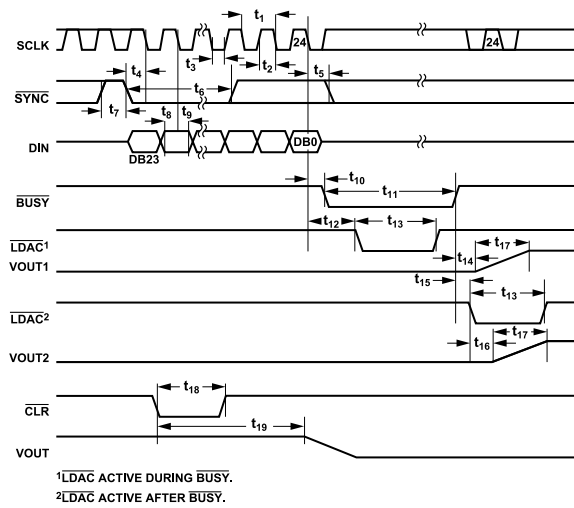 t1
SCLK
24
24
t3
t2
t4
t5
SYNC
t6
t7
t8
t9
DIN
DB23
DB0
t10
t11
BUSY
t12
t13
LDAC1
t17
VOUT1
t14
t15
t13
LDAC2
t17
t16
VOUT2
t18
CLR
t19
VOUT
1LDAC ACTIVE DURING BUSY.
2LDAC ACTIVE AFTER BUSY.